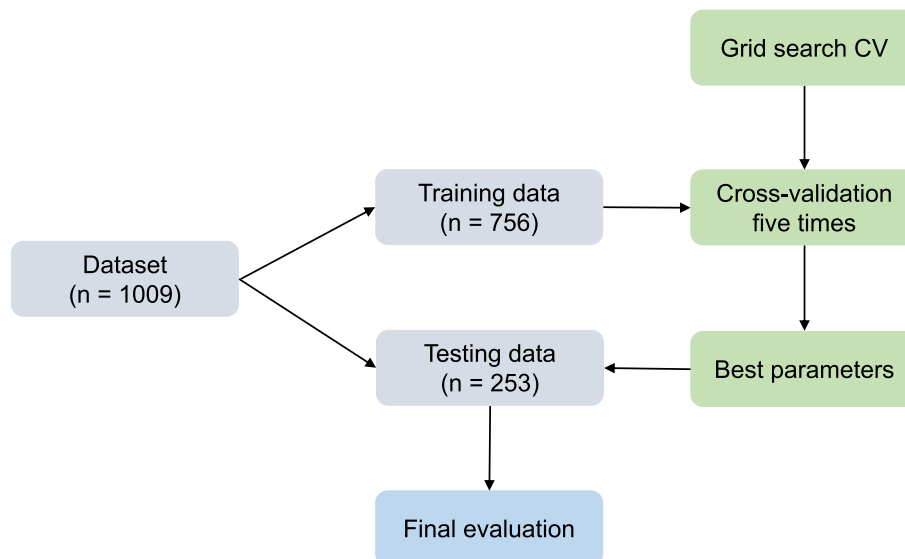 Grid search CV
Training data
(n = 756)
Cross-validation
five times
Dataset
(n = 1009)
Testing data
(n = 253)
Best parameters
Final evaluation